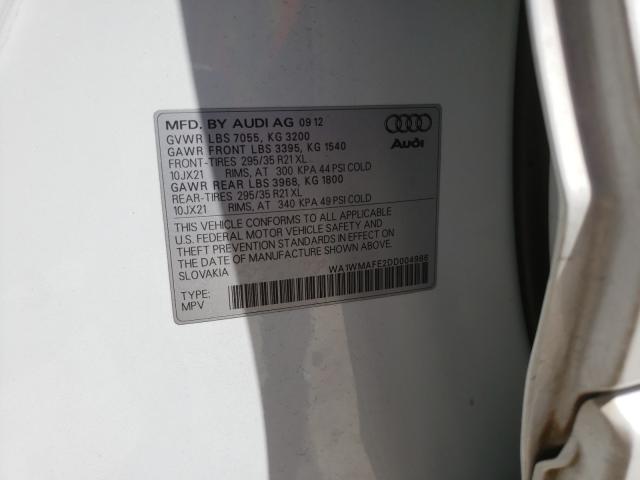 MFD. BY AUDI AG 09 12
GVWR LBS 7055, KG 3200
GAWR FRONT LBS 3395, KG 1540
FRONT-TIRES 295/35 R21 XL
10JX21 RIMS, AT 300 KPA 44 PSI COLD
GAWR REAR LBS 3968, KG 1800
REAR-TIRES 295/35 R21 XL
10JX21 RIMS, AT 340 KPA 49 PSI COLD
Audi
THIS VEHICLE CONFORMS TO ALL APPLICABLE
U.S. FEDERAL MOTOR VEHICLE SAFETY AND
THEFT PREVENTION STANDARDS IN EFFECT ON
THE DATE OF MANUFACTURE SHOWN ABOVE.
SLOVAKIA
WA1WMAFE2DD004986
TYPE:
MPV